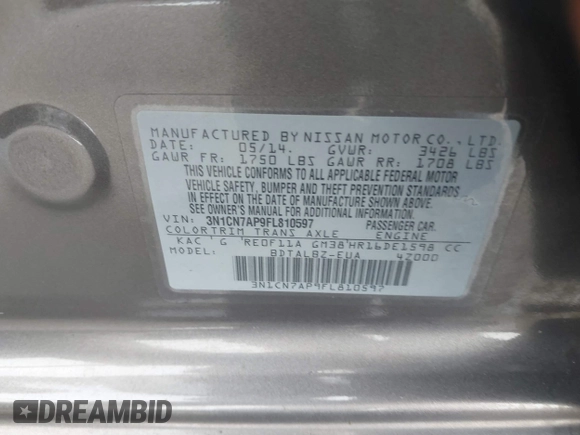 MANUFACTURED BY NISSAN MOTOR CO., LTD.
DATE: 05/14. GVWR: 3426 LBS
GAWR FR: 1750 LBS GAWR RR: 1708 LBS
THIS VEHICLE CONFORMS TO ALL APPLICABLE FEDERAL MOTOR
VEHICLE SAFETY, BUMPER AND THEFT PREVENTION STANDARDS
IN EFFECT ON THE DATE OF MANUFACTURE SHOWN ABOVE.
SEE OWNER'S MANUAL FOR ADDITIONAL INFORMATION.
VIN: 3N1CN7AP9FL810597 PASSENGER CAR.
COLOR TRIM TRANS AXLE ENGINE
KAC G RE0F11A GM38 HR16DE1598 CC
MODEL: BDTALBZ-EUA 42000
3N1CN7AP9FL810597
DREAMBID